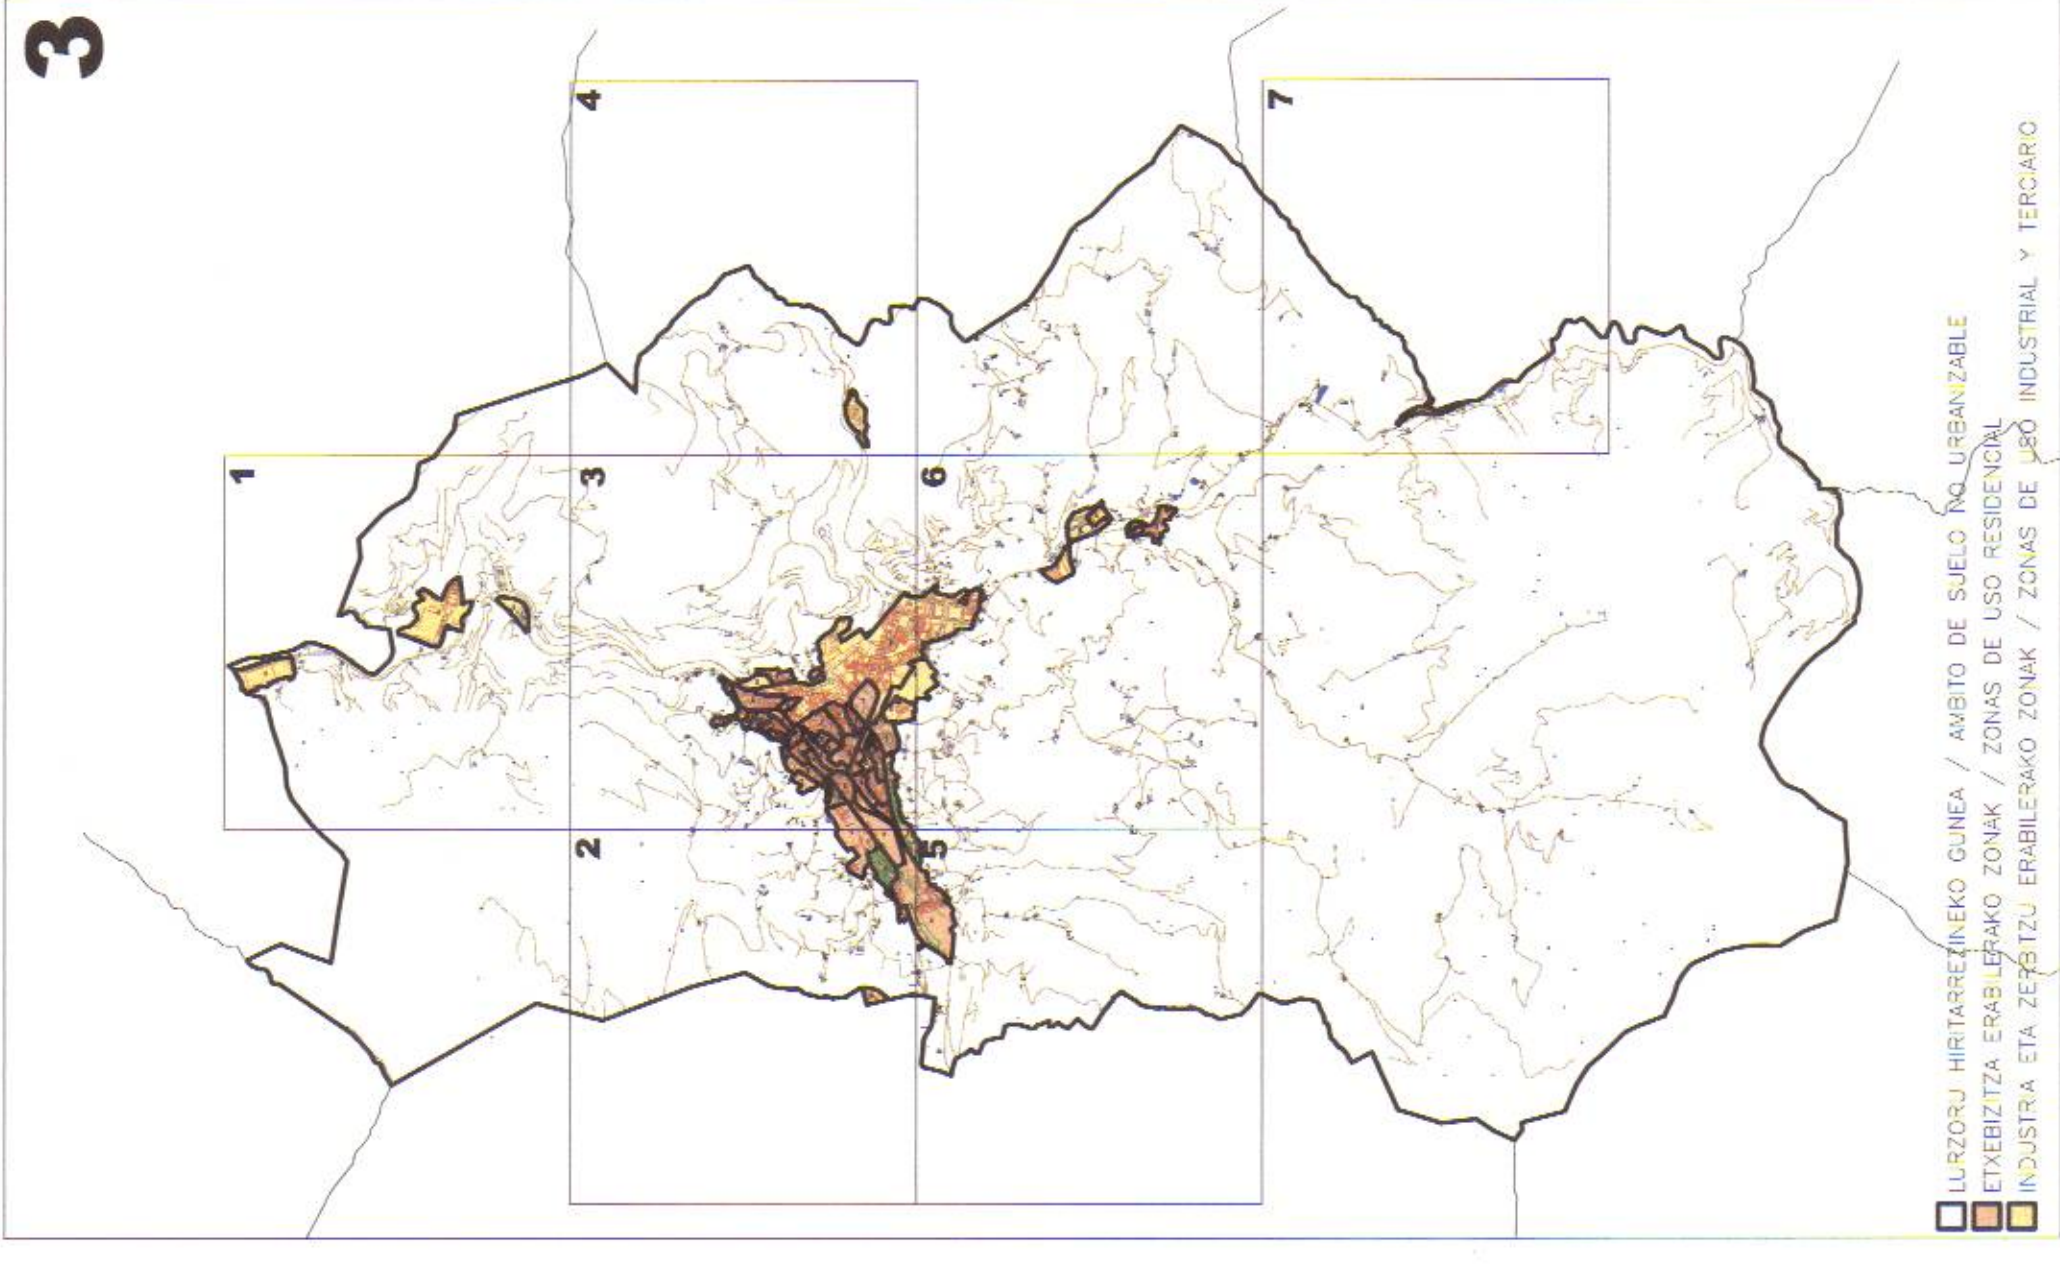 3
1
4
3
2
7
6
5
LURZORU HIRITAREZINEKO GUNEA / AMBITO DE SUELO NO URBANIZABLE
ETXEBIZITZA ERABILERAKO ZONAK / ZONAS DE USO RESIDENCIAL
INDUSTRIA ETA ZERBITZU ERABILERAKO ZONAK / ZONAS DE USO INDUSTRIAL Y TERCIARIO